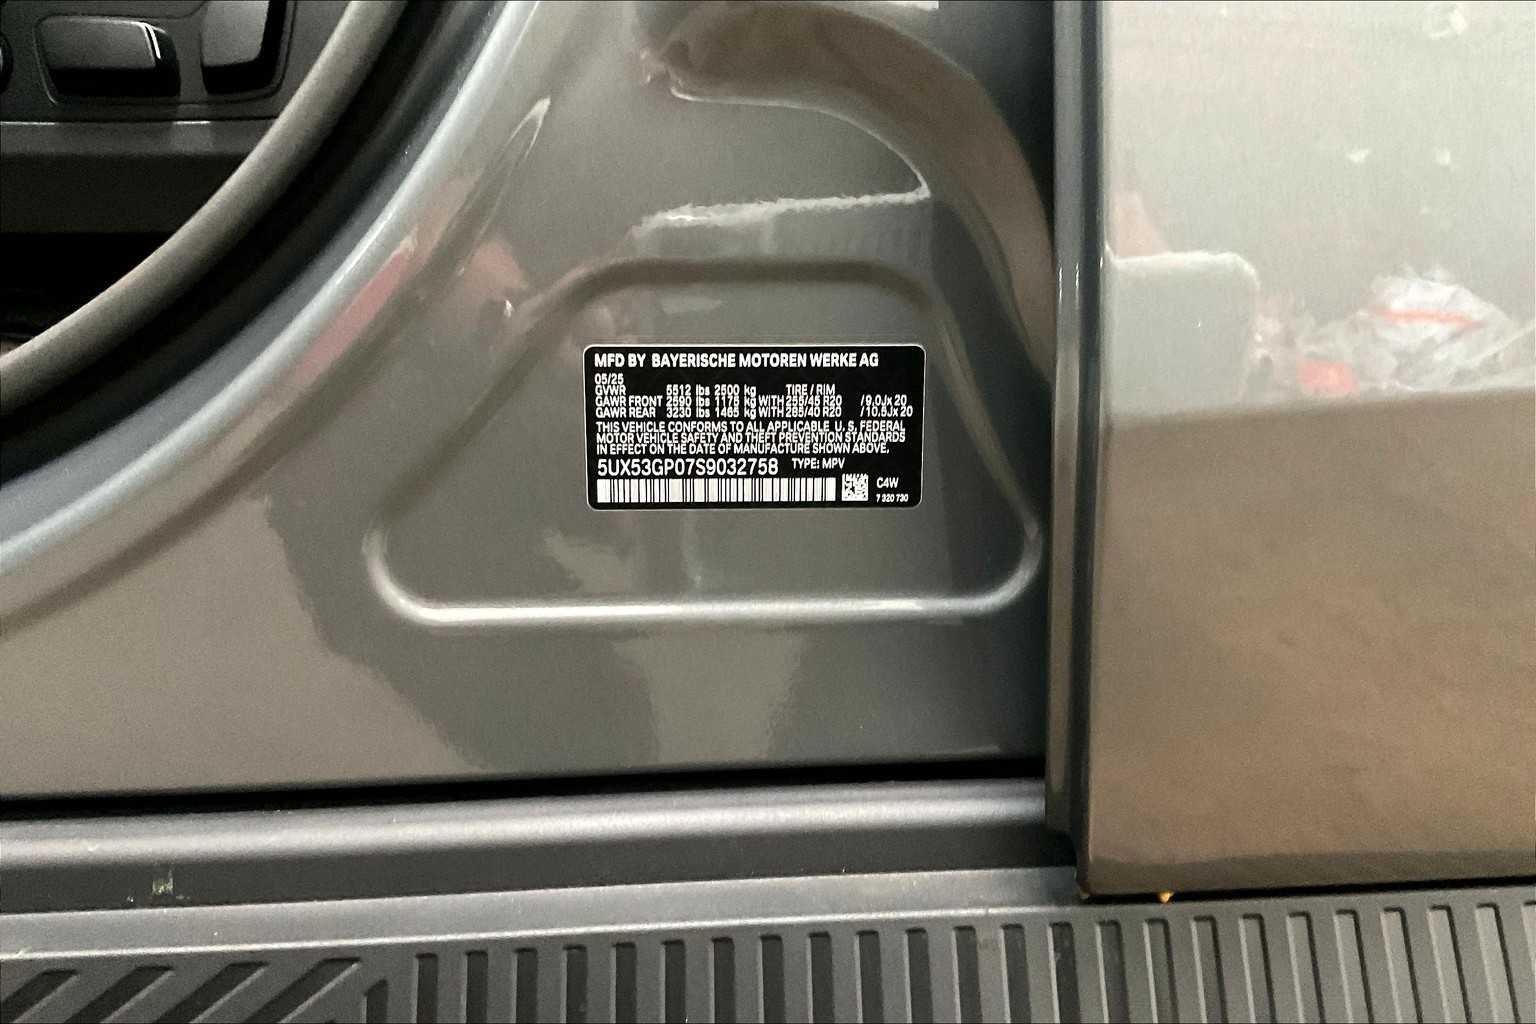 MFD BY BAYERISCHE MOTOREN WERKE AG
05/25
GVWR 5512 lbs 2500 kg TIRE / RIM
GAWR FRONT 2590 lbs 1175 kg WITH 255/45 R20 /9.0Jx20
GAWR REAR 3230 lbs 1465 kg WITH 285/40 R20 /10.5Jx20
THIS VEHICLE CONFORMS TO ALL APPLICABLE U.S. FEDERAL
MOTOR VEHICLE SAFETY AND THEFT PREVENTION STANDARDS
IN EFFECT ON THE DATE OF MANUFACTURE SHOWN ABOVE.
5UX53GP07S9032758 TYPE: MPV
C4W
7 320 730